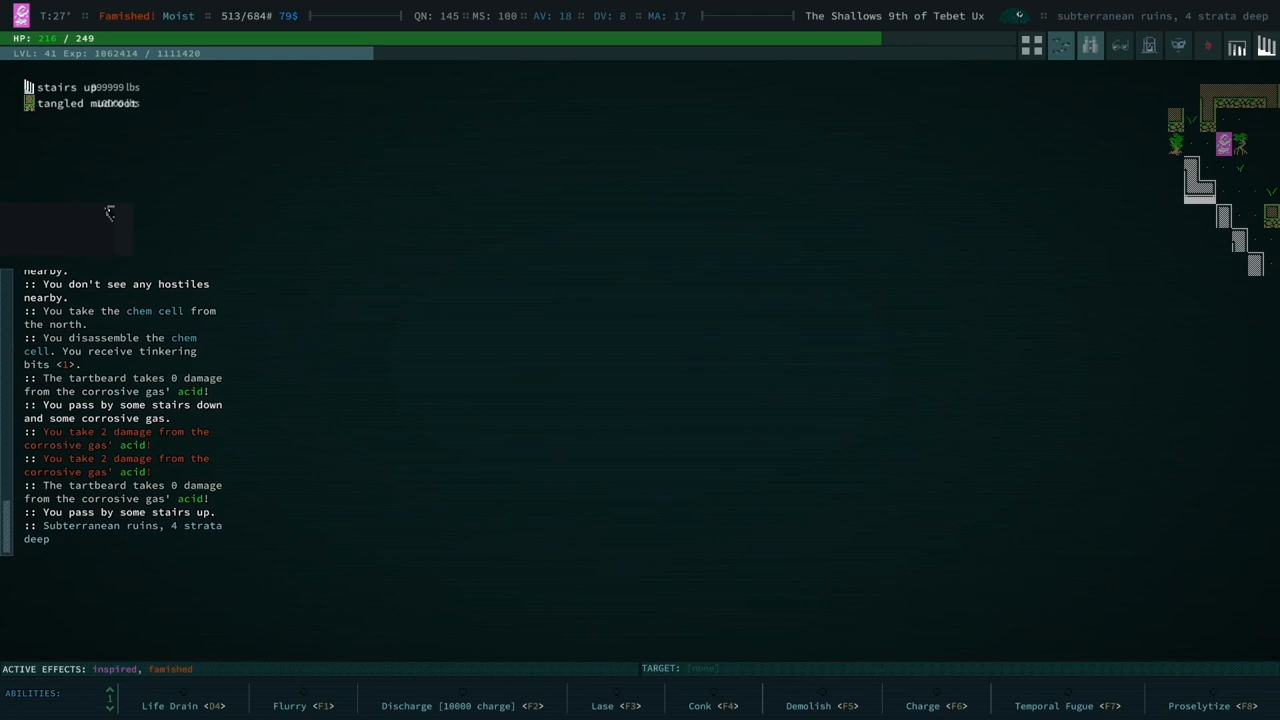 T:27° :: Famished! Moist :: 513/684# 79$ QN: 145 :: MS: 100 :: AV: 18 :: DV: 8 :: MA: 17 The Shallows 9th of Tebet Ux :: subterranean ruins, 4 strata deep
HP: 216 / 249
LVL: 41 Exp: 1062414 / 1111420
stairs up 999999 lbs
tangled
nearby.
:: You don't see any hostiles
nearby.
:: You take the chem cell from
the north.
:: You disassemble the chem
cell. You receive tinkering
bits <1>.
:: The tartbeard takes 0 damage
from the corrosive gas' acid!
:: You pass by some stairs down
and some corrosive gas.
:: You take 2 damage from the
corrosive gas' acid!
:: You take 2 damage from the
corrosive gas' acid!
:: The tartbeard takes 0 damage
from the corrosive gas' acid!
:: You pass by some stairs up.
:: Subterranean ruins, 4 strata
deep
ACTIVE EFFECTS: inspired, famished TARGET: [none]
ABILITIES: 1 Life Drain <D4> Flurry <F1> Discharge [10000 charge] <F2> Lase <F3> Conk <F4> Demolish <F5> Charge <F6> Temporal Fugue <F7> Proselytize <F8>